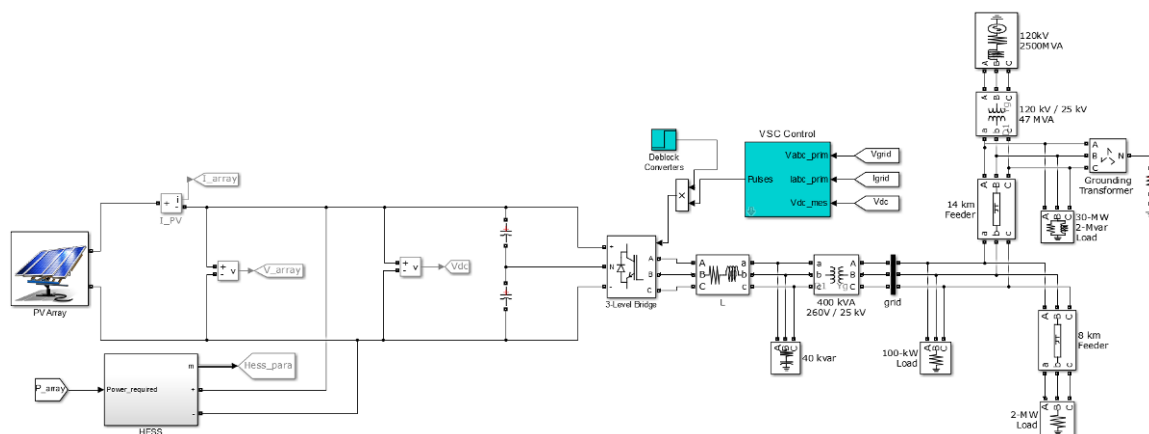 120kV
2500MVA
A B C
A B C
120 kV / 25 kV
47 MVA
a b c
VSC Control
Deblock
Converters
Vabc_prim
Vgrid
Pulses
Iabc_prim
Igrid
Vdc_mes
Vdc
X
A
B
C
N
Grounding
Transformer
I_array
i
+
-
I_PV
A B C
14 km
Feeder
a b c
A B C
30-MW
2-Mvar
Load
+
-
v
V_array
+
-
v
Vdc
PV Array
+
N
-
A
B
C
3-Level Bridge
A
B
C
a
b
c
L
a
b
c
A
B
C
400 kVA
260V / 25 kV
grid
A B C
40 kvar
A B C
100-kW
Load
A B C
8 km
Feeder
a b c
A B C
2-MW
Load
P_array
Power_required
m
+
-
Hess_para
HESS